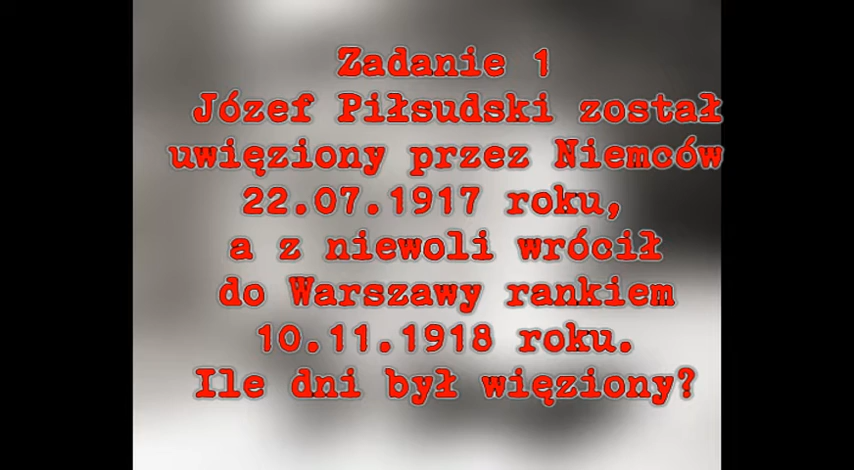 Zadanie 1
Józef Piłsudski został
uwięziony przez Niemców
22.07.1917 roku,
a z niewoli wrócił
do Warszawy rankiem
10.11.1918 roku.
Ile dni był więziony?